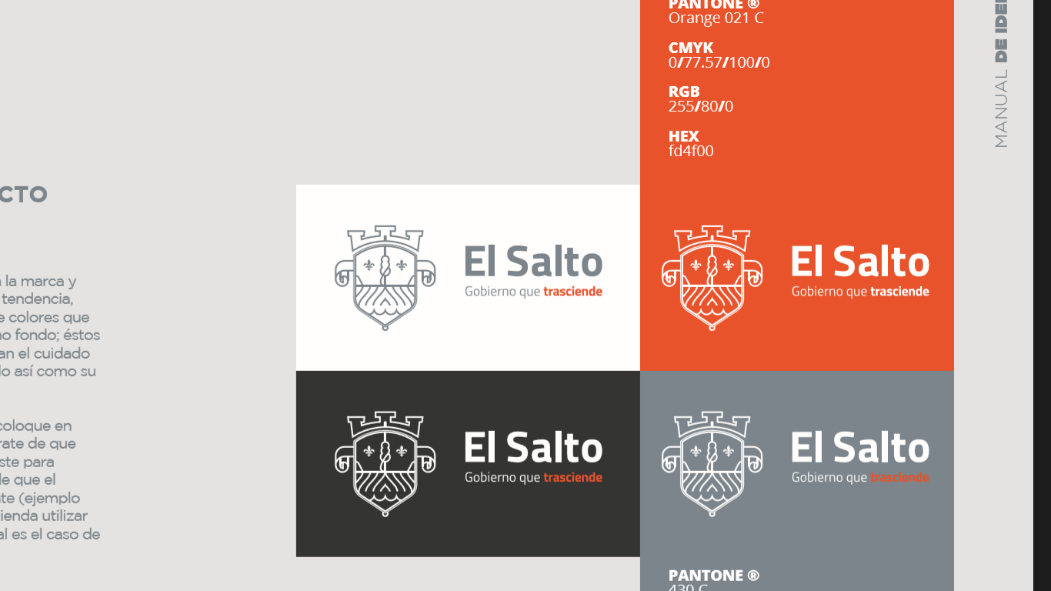 PANTONE ®
Orange 021 C
CMYK
0/77.57/100/0
RGB
255/80/0
HEX
fd4f00
MANUAL DE
CTO
la marca y
tendencia,
colores que
fondo; éstos
an el cuidado
así como su
coloque en
rate de que
ste para
de que el
te (ejemplo
ienda utilizar
al es el caso de
El Salto
Gobierno que trasciende
El Salto
Gobierno que trasciende
El Salto
Gobierno que trasciende
El Salto
Gobierno que trasciende
PANTONE ®
430 C